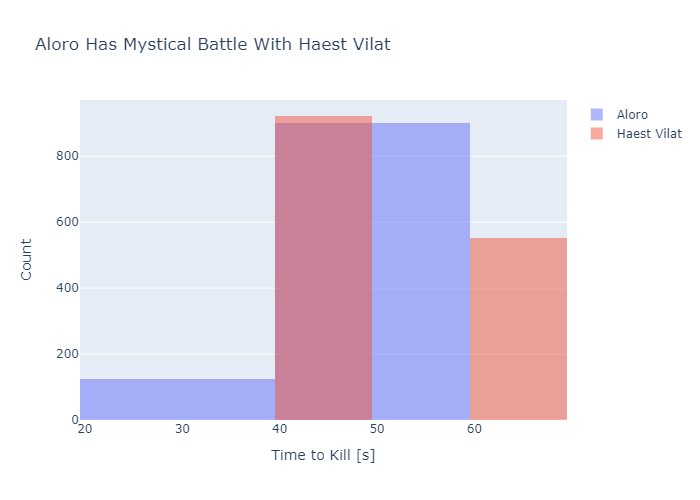 Aloro Has Mystical Battle With Haest Vilat
Aloro
Haest Vilat
800
600
400
200
0
Count
20 30 40 50 60
Time to Kill [s]